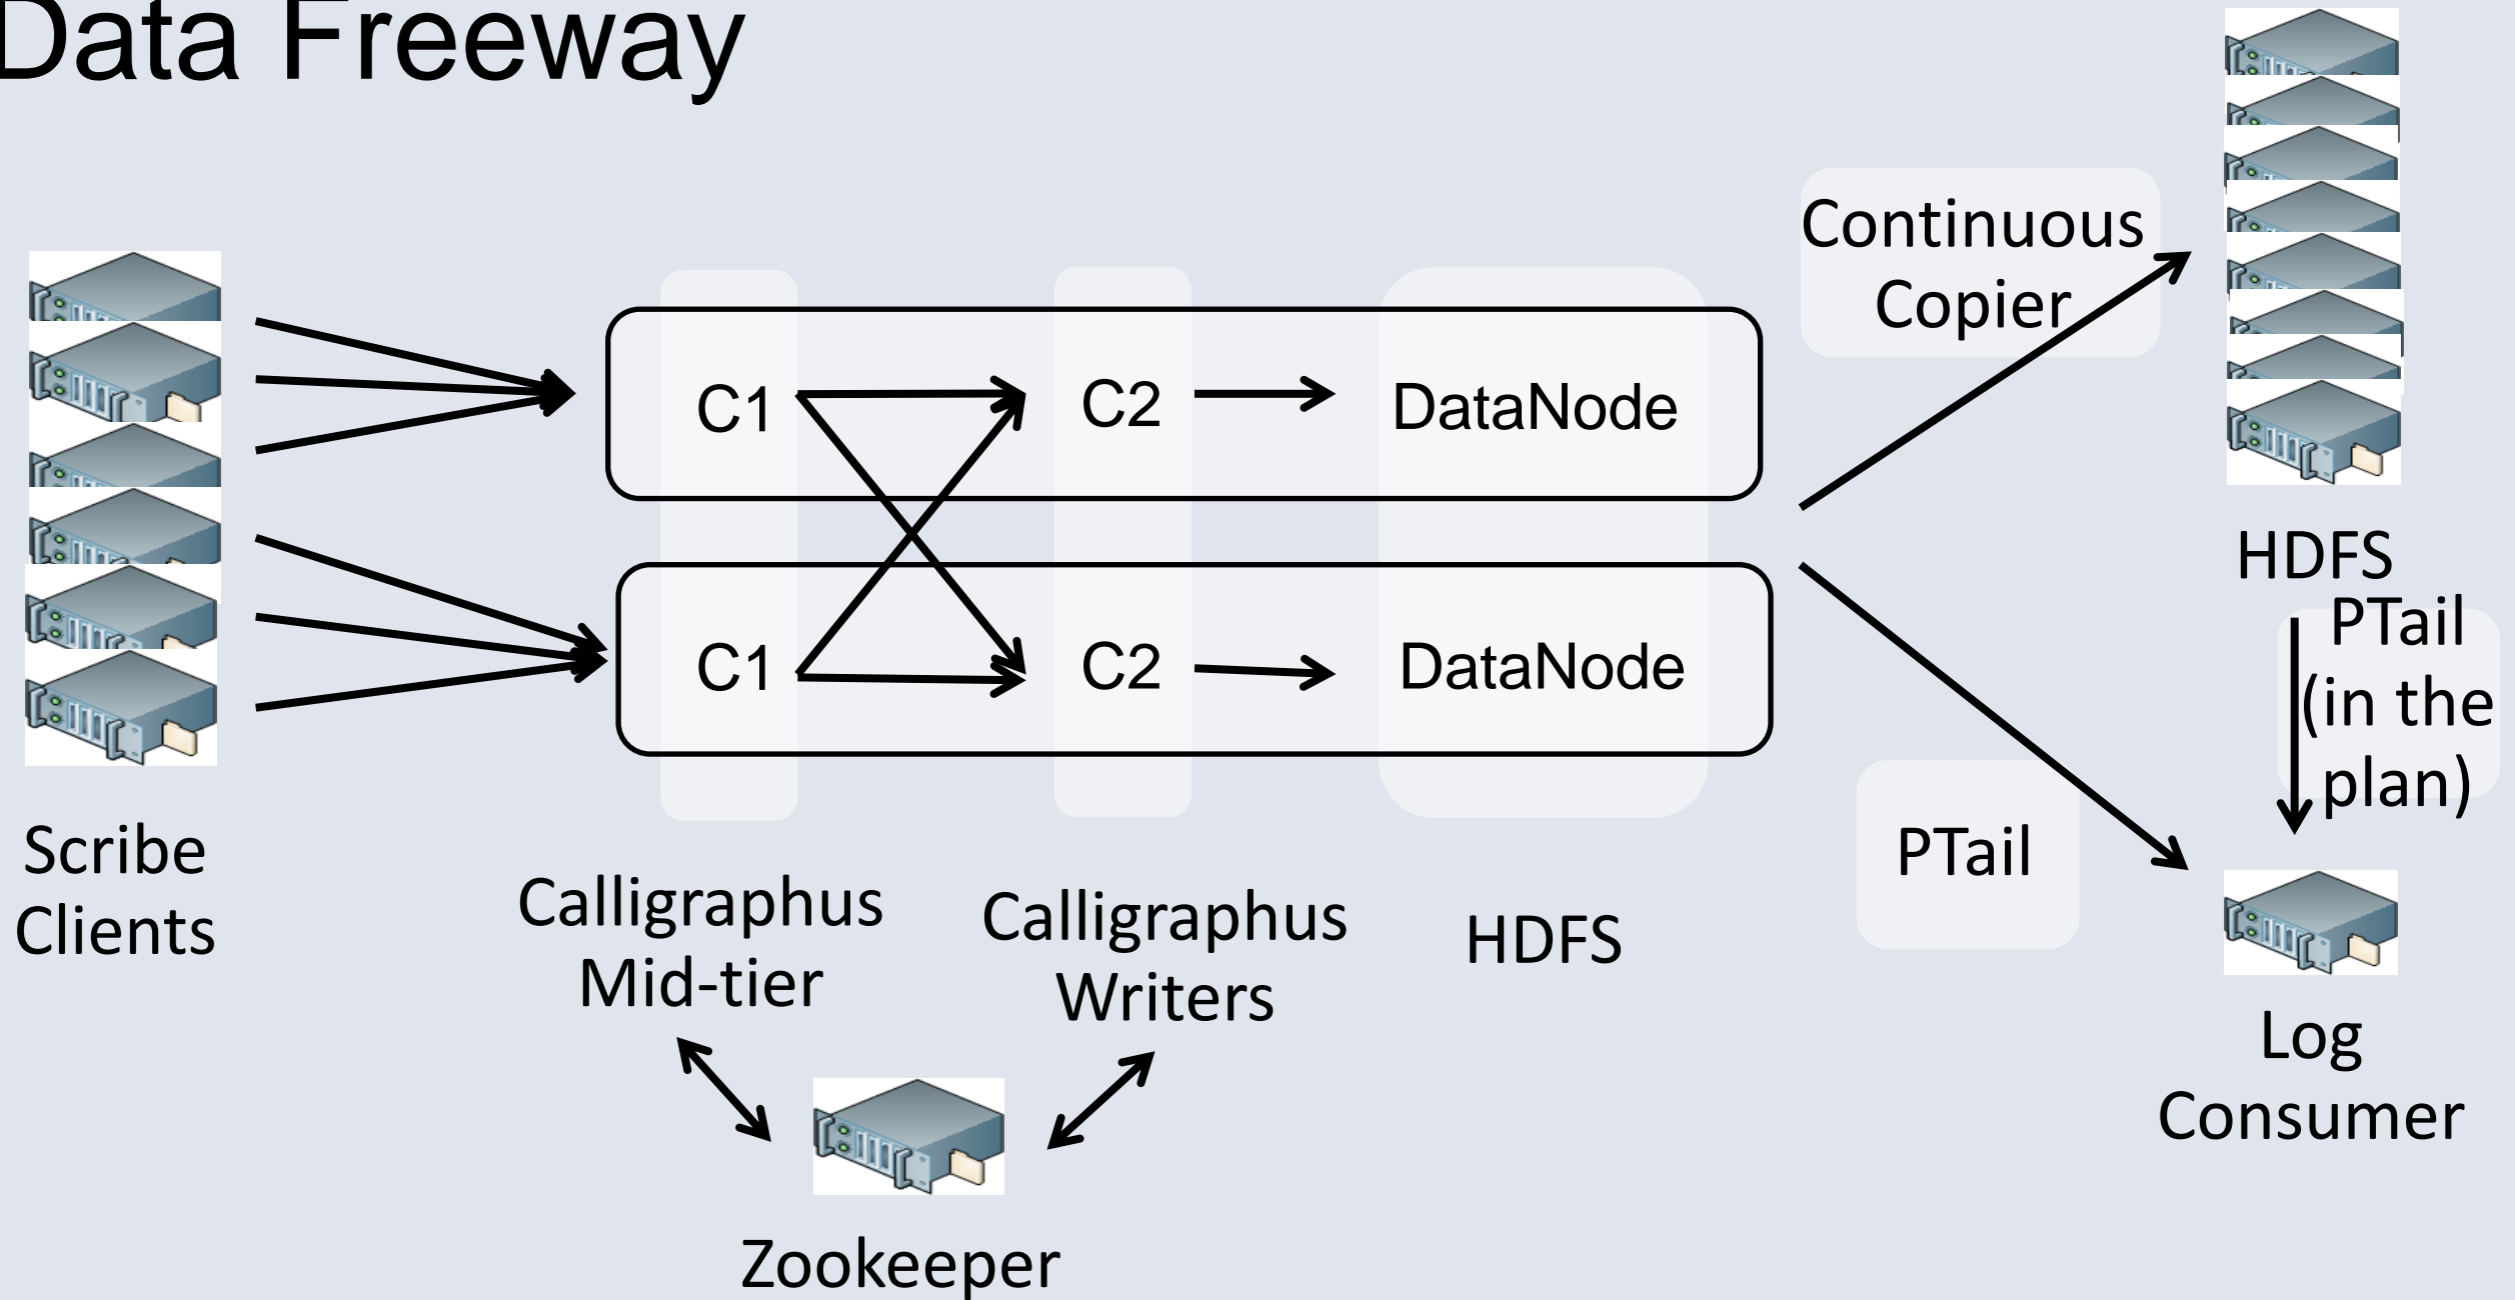 Data Freeway
Continuous
Copier
C1
C2
DataNode
C1
C2
DataNode
HDFS
PTail
(in the
plan)
Scribe
Clients
Calligraphus
Mid-tier
Calligraphus
Writers
HDFS
PTail
Log
Consumer
Zookeeper